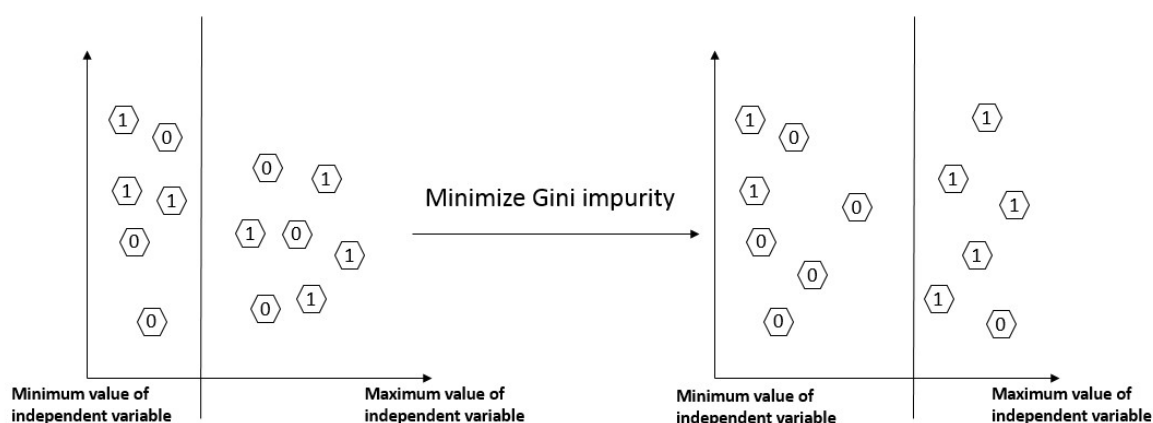 1
0
1
1
0
0
0
1
1
0
1
0
1
Minimize Gini impurity
1
0
1
0
0
0
0
1
1
1
1
1
0
Minimum value of
independent variable
Maximum value of
independent variable
Minimum value of
independent variable
Maximum value of
independent variable